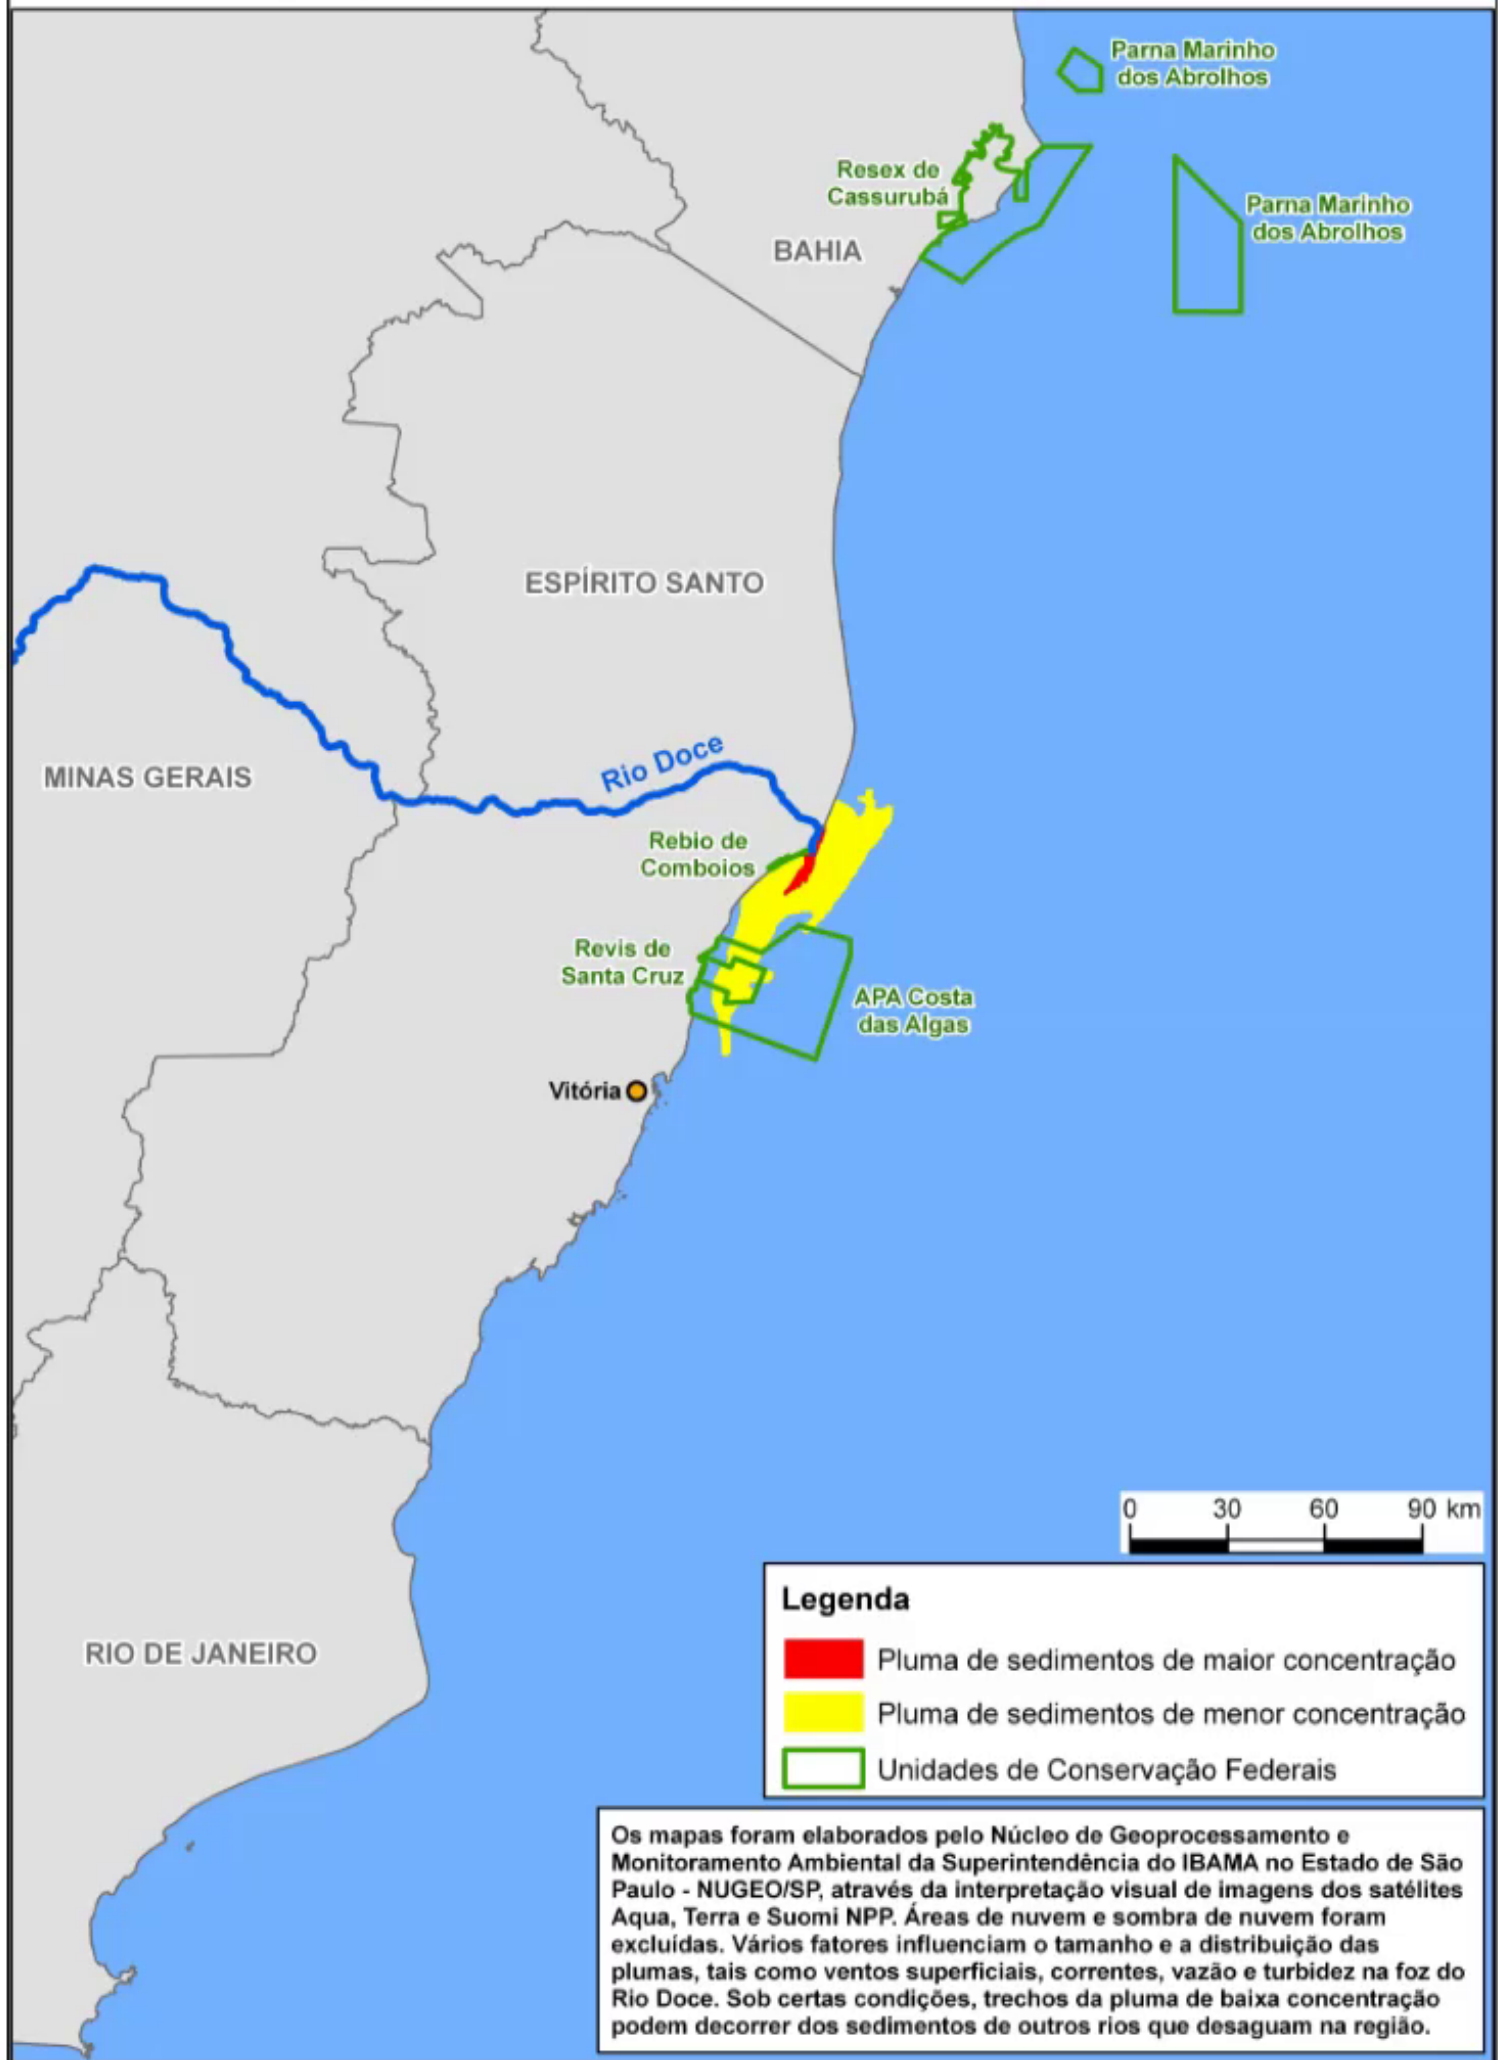 Parna Marinho
dos Abrolhos
Resex de
Cassurubá
Parna Marinho
dos Abrolhos
BAHIA
ESPÍRITO SANTO
Rio Doce
MINAS GERAIS
Rebio de
Comboios
Revis de
Santa Cruz
APA Costa
das Algas
Vitória
0 30 60 90 km
RIO DE JANEIRO
Legenda
Pluma de sedimentos de maior concentração
Pluma de sedimentos de menor concentração
Unidades de Conservação Federais
Os mapas foram elaborados pelo Núcleo de Geoprocessamento e
Monitoramento Ambiental da Superintendência do IBAMA no Estado de São
Paulo - NUGEO/SP, através da interpretação visual de imagens dos satélites
Aqua, Terra e Suomi NPP. Áreas de nuvem e sombra de nuvem foram
excluídas. Vários fatores influenciam o tamanho e a distribuição das
plumas, tais como ventos superficiais, correntes, vazão e turbidez na foz do
Rio Doce. Sob certas condições, trechos da pluma de baixa concentração
podem decorrer dos sedimentos de outros rios que desaguam na região.